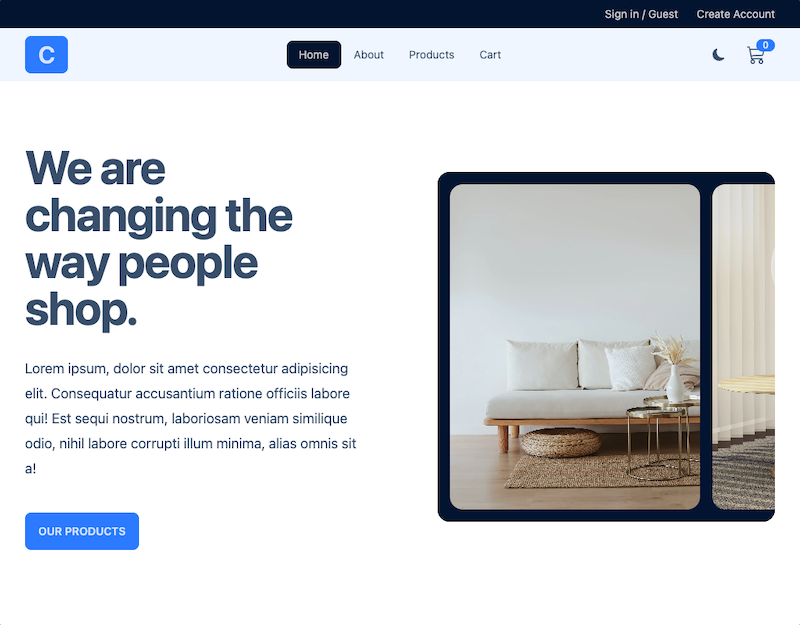 Sign in / Guest Create Account
C Home About Products Cart 0
We are
changing the
way people
shop.
Lorem ipsum, dolor sit amet consectetur adipisicing
elit. Consequatur accusantium ratione officiis labore
qui! Est sequi nostrum, laboriosam veniam similique
odio, nihil labore corrupti illum minima, alias omnis sit
a!
OUR PRODUCTS